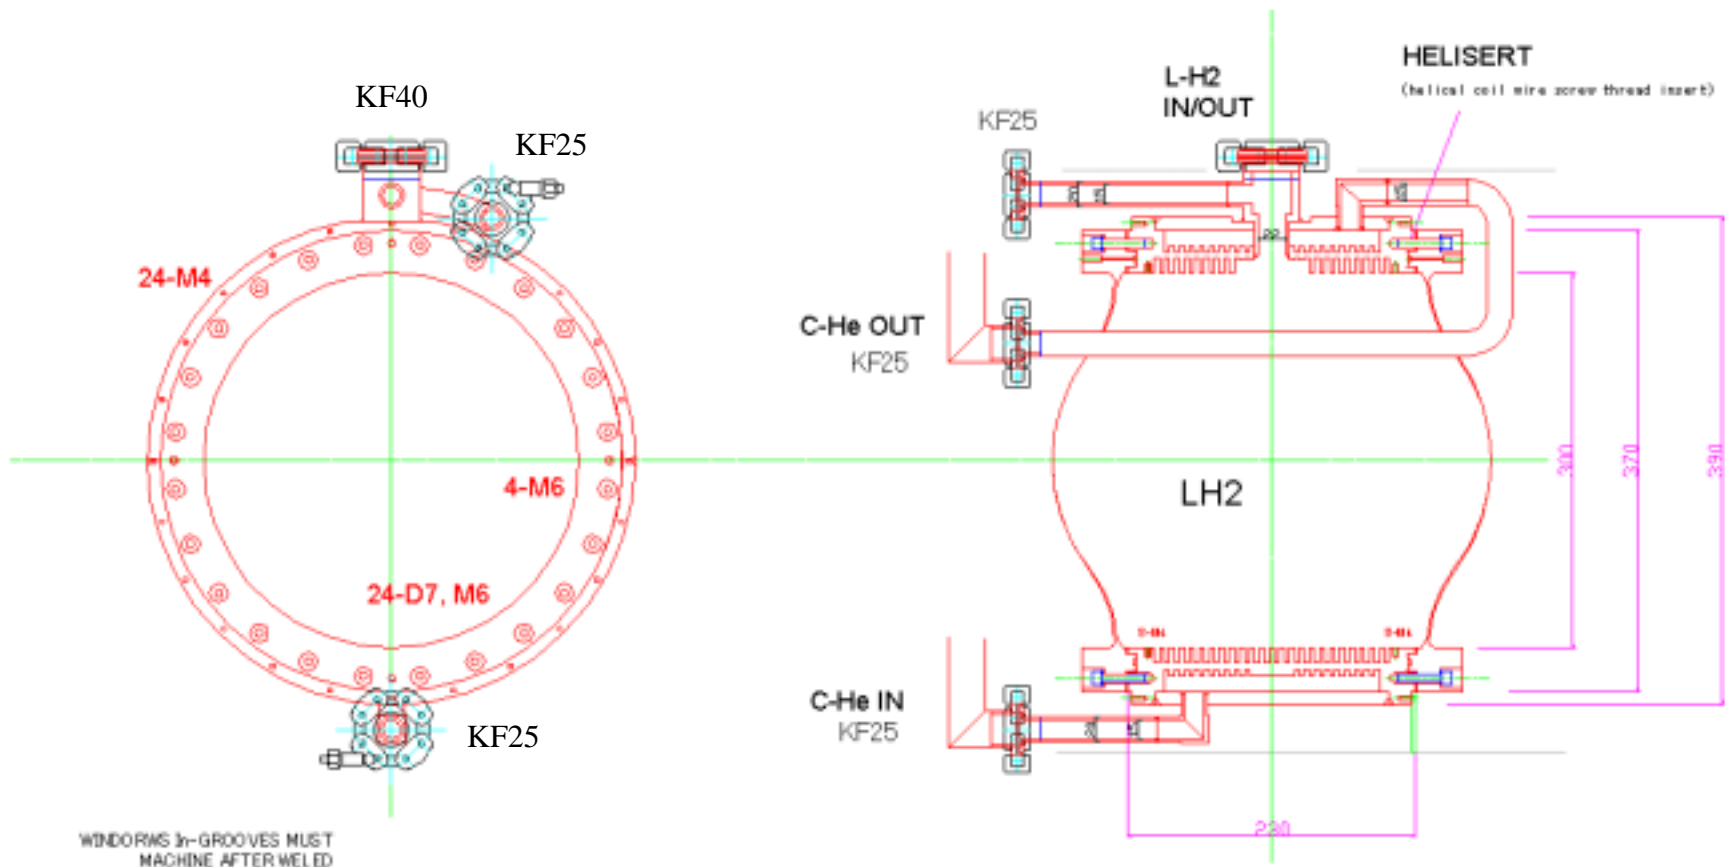 KF40
KF25
24-M4
4-M6
24-D7, M6
KF25
WINDORWS In-GROOVES MUST
MACHINE AFTER WELED
HELISERT
(helical coil wire screw thread insert)
L-H2
IN/OUT
KF25
22
C-He OUT
KF25
LH2
300
370
390
C-He IN
KF25
230